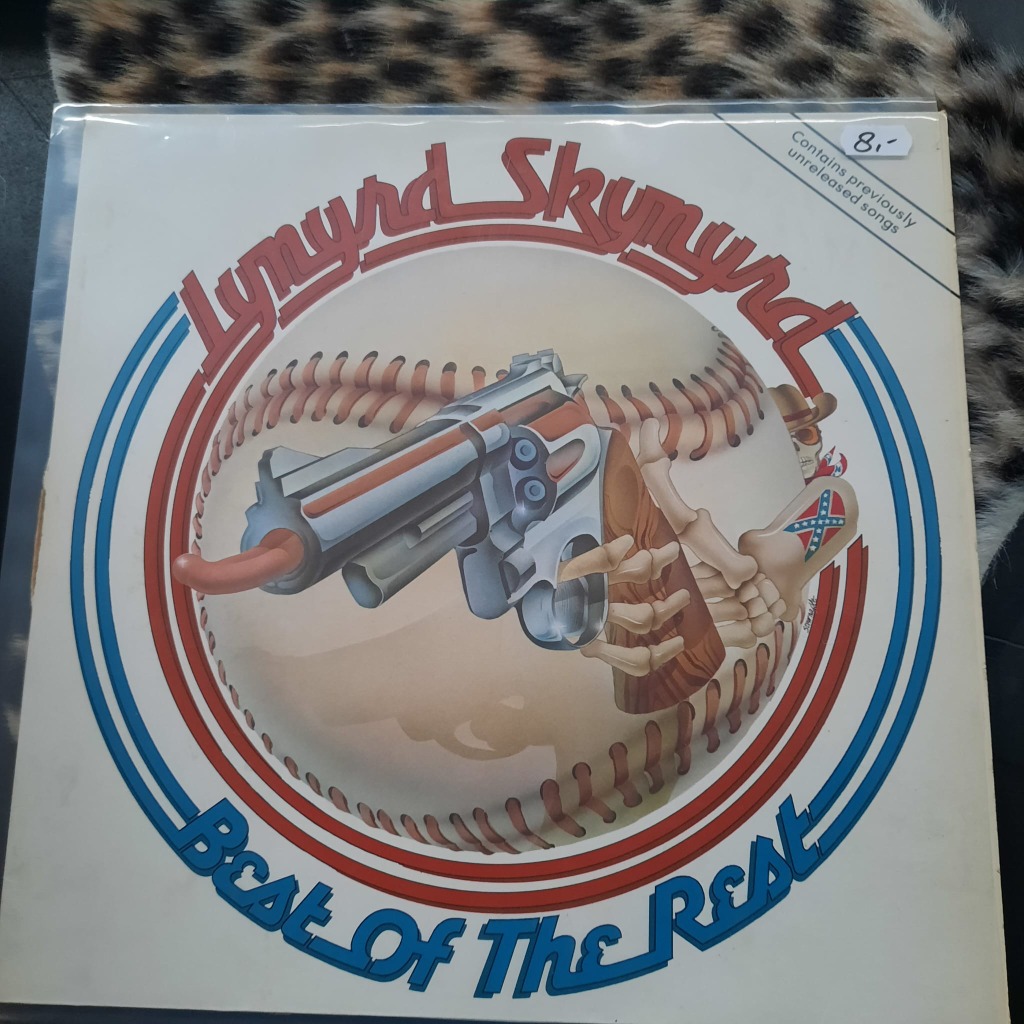 Lynyrd Skynyrd
Contains previously
unreleased songs
8,-
Best Of The Rest